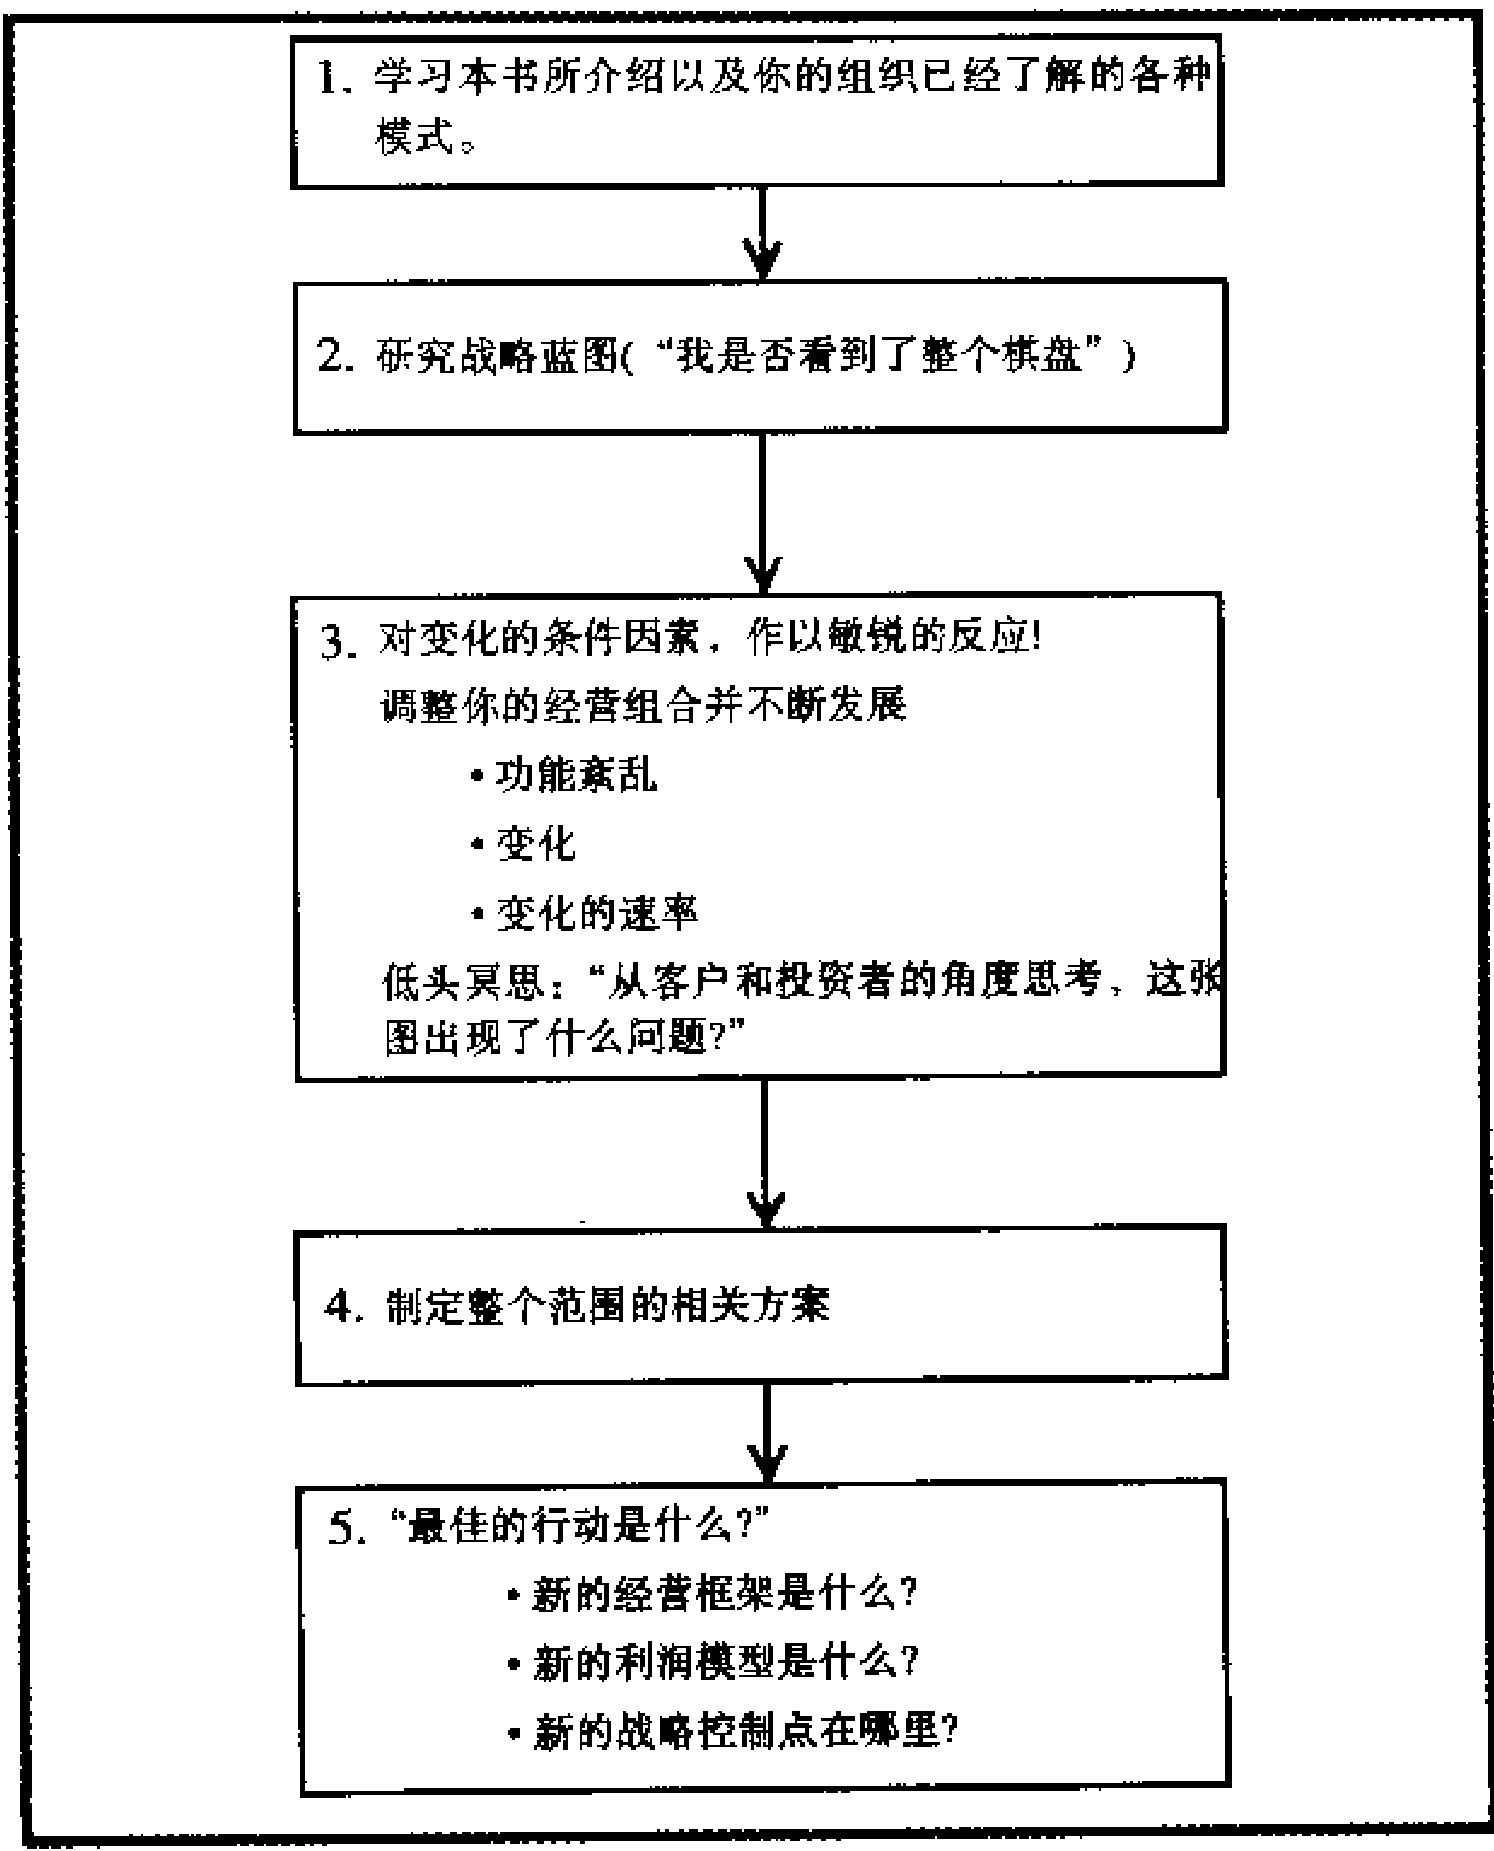 1. 学习本书所介绍以及你的组织已经了解的各种
模式。
2. 研究战略蓝图(“我是否看到了整个棋盘”)
3. 对变化的条件因素，作以敏锐的反应!
调整你的经营组合并不断发展
•功能紊乱
•变化
•变化的速率
低头冥思：“从客户和投资者的角度思考，这张
图出现了什么问题?”
4. 制定整个范围的相关方案
5. “最佳的行动是什么?”
•新的经营框架是什么?
•新的利润模型是什么?
•新的战略控制点在哪里?